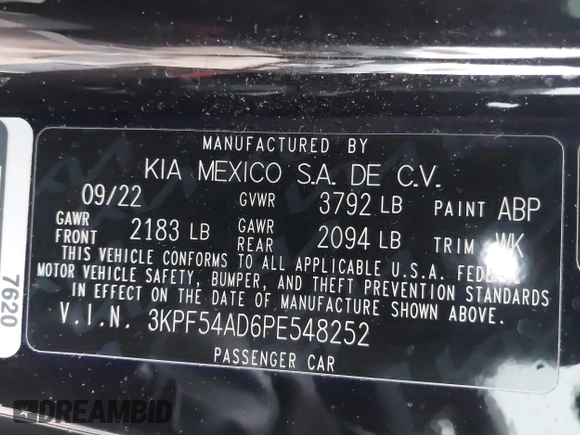 MANUFACTURED BY
KIA MEXICO S.A. DE C.V.
09/22 GVWR 3792 LB PAINT ABP
GAWR FRONT 2183 LB GAWR REAR 2094 LB TRIM WK
THIS VEHICLE CONFORMS TO ALL APPLICABLE U.S.A. FEDERAL
MOTOR VEHICLE SAFETY, BUMPER, AND THEFT PREVENTION STANDARDS
IN EFFECT ON THE DATE OF MANUFACTURE SHOWN ABOVE.
V.I.N. 3KPF54AD6PE548252
PASSENGER CAR
7620
DREAMBID